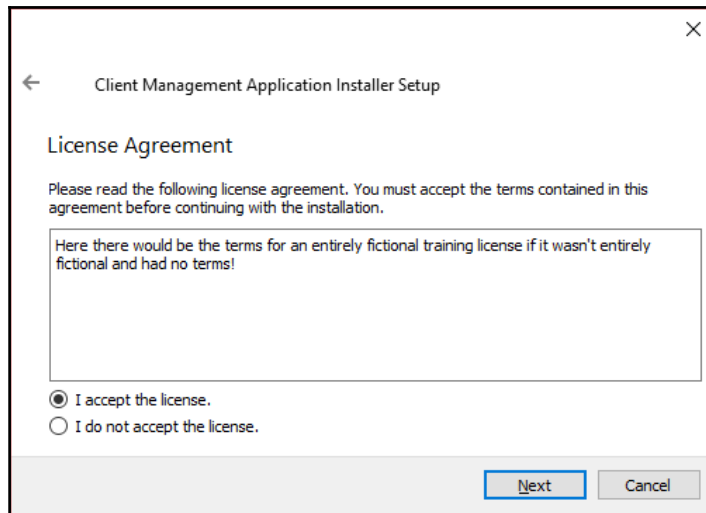 Client Management Application Installer Setup
License Agreement
Please read the following license agreement. You must accept the terms contained in this
agreement before continuing with the installation.
Here there would be the terms for an entirely fictional training license if it wasn't entirely
fictional and had no terms!
I accept the license.
I do not accept the license.
Next
Cancel